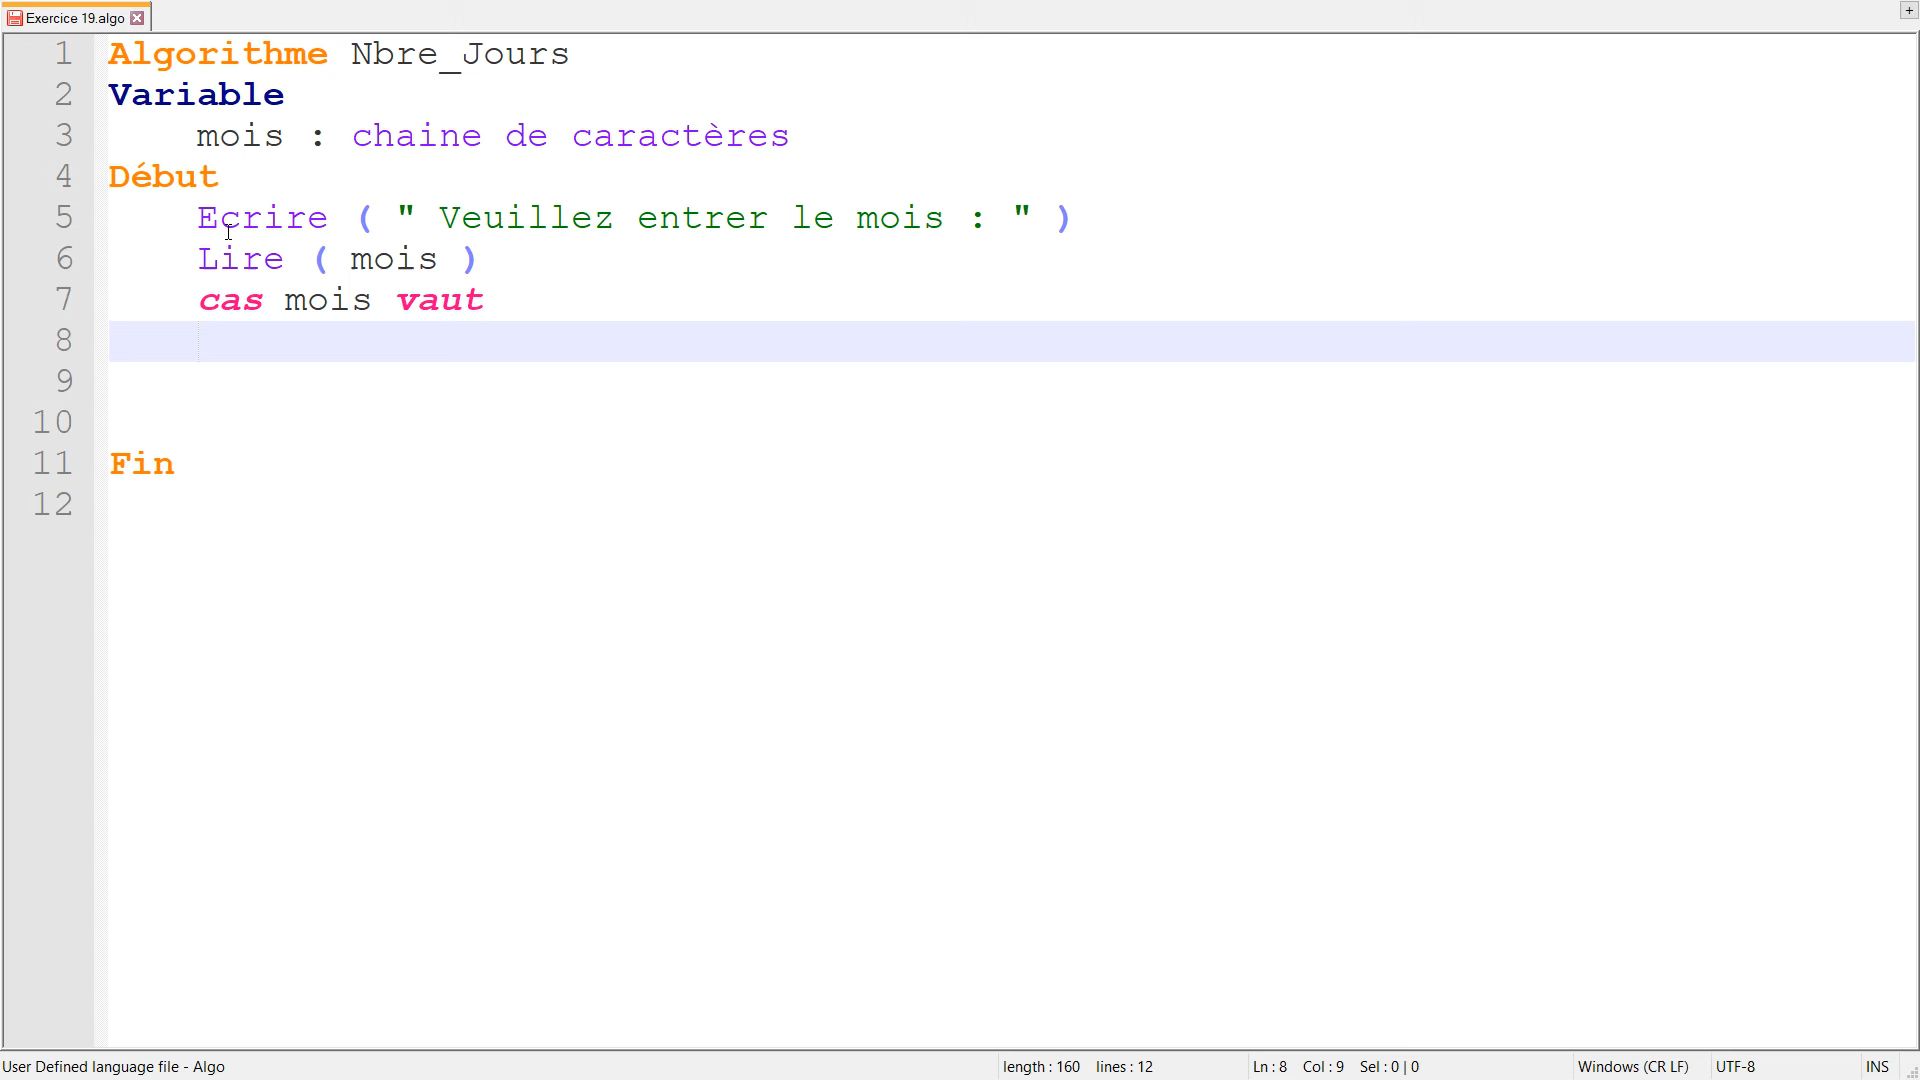 Exercice 19.algo
1 Algorithme Nbre_Jours
2 Variable
3 mois : chaine de caractères
4 Début
5 Ecrire ( " Veuillez entrer le mois : " )
6 Lire ( mois )
7 cas mois vaut
8
9
10
11 Fin
12
User Defined language file - Algo length : 160 lines : 12 Ln : 8 Col : 9 Sel : 0 | 0 Windows (CR LF) UTF-8 INS